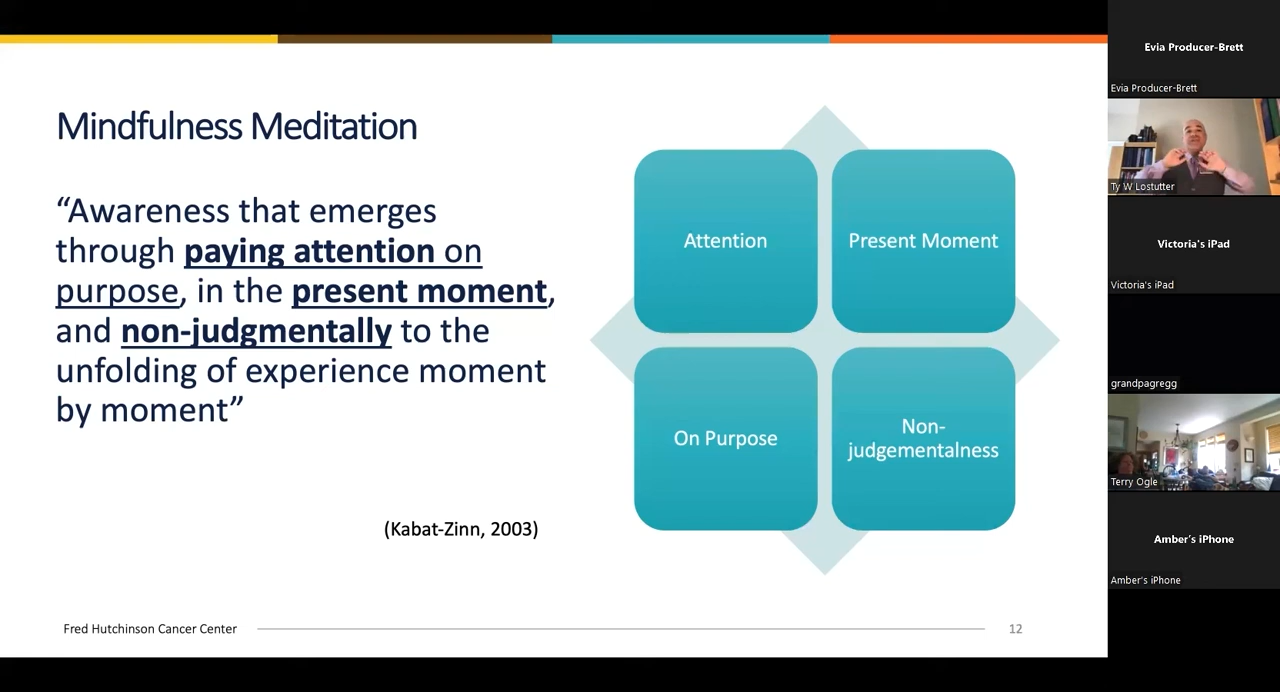 Mindfulness Meditation
“Awareness that emerges
through paying attention on
purpose, in the present moment,
and non-judgmentally to the
unfolding of experience moment
by moment”
(Kabat-Zinn, 2003)
Attention
Present Moment
On Purpose
Non-
judgementalness
Fred Hutchinson Cancer Center
12
Evia Producer-Brett
Evia Producer-Brett
Ty W Lostutter
Victoria's iPad
Victoria's iPad
grandpagregg
Terry Ogle
Amber's iPhone
Amber's iPhone